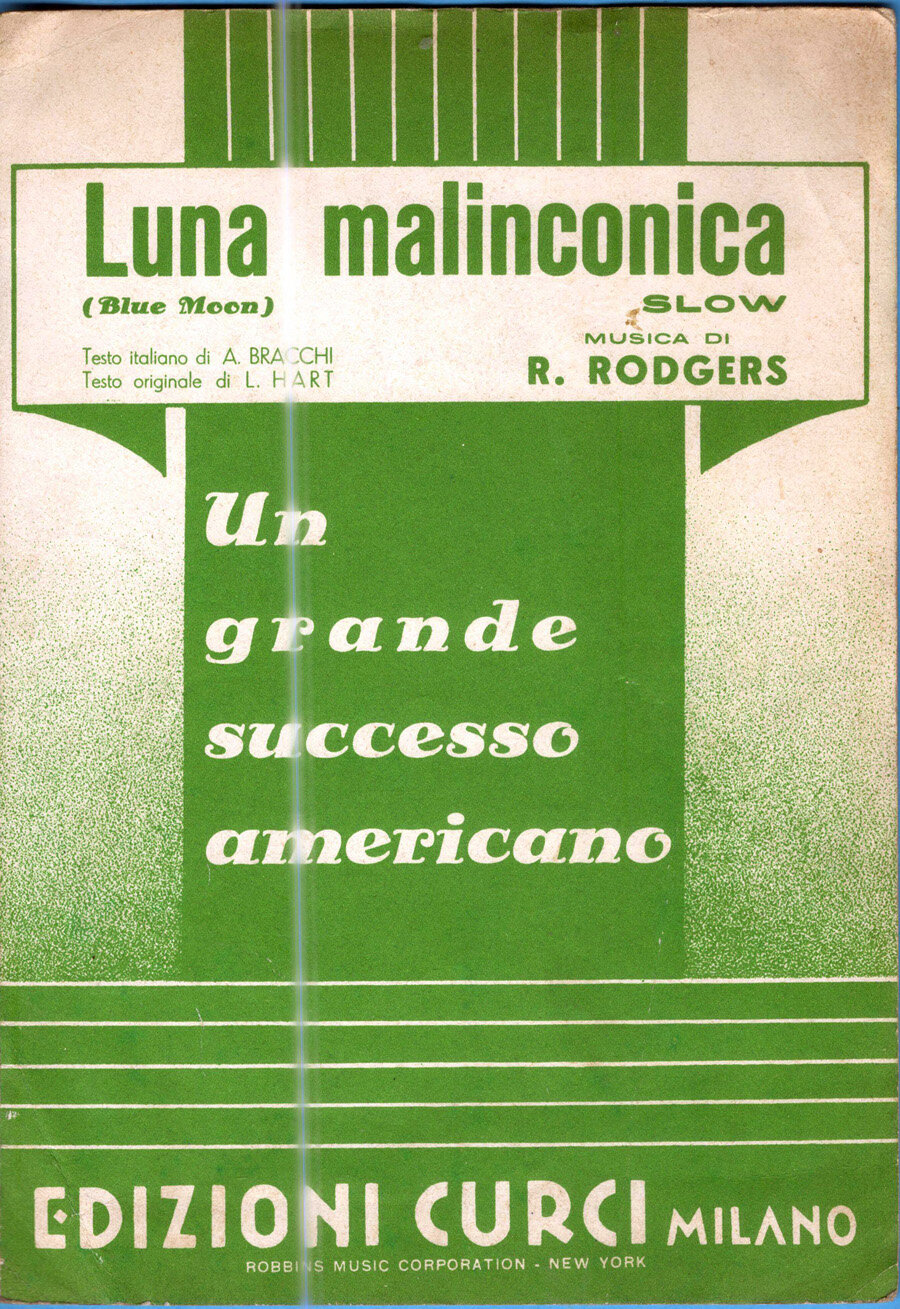 Luna malinconica
(Blue Moon)
SLOW
Testo italiano di A. BRACCHI
Testo originale di L. HART
MUSICA DI
R. RODGERS
Un
grande
successo
americano
EDIZIONI CURCI MILANO
ROBBINS MUSIC CORPORATION - NEW YORK